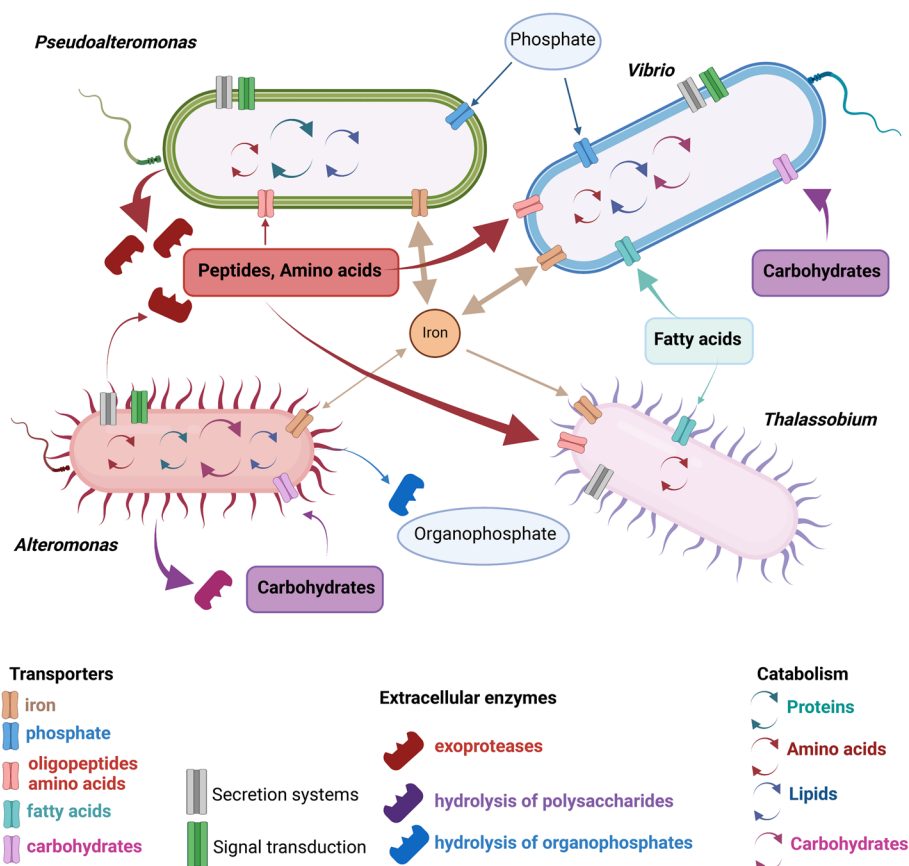 Pseudoalteromonas
Phosphate
Vibrio
Peptides, Amino acids
Carbohydrates
Iron
Fatty acids
Thalassobium
Alteromonas
Organophosphate
Carbohydrates
Transporters
iron
phosphate
oligopeptides
amino acids
fatty acids
carbohydrates
Secretion systems
Signal transduction
Extracellular enzymes
exoproteases
hydrolysis of polysaccharides
hydrolysis of organophosphates
Catabolism
Proteins
Amino acids
Lipids
Carbohydrates